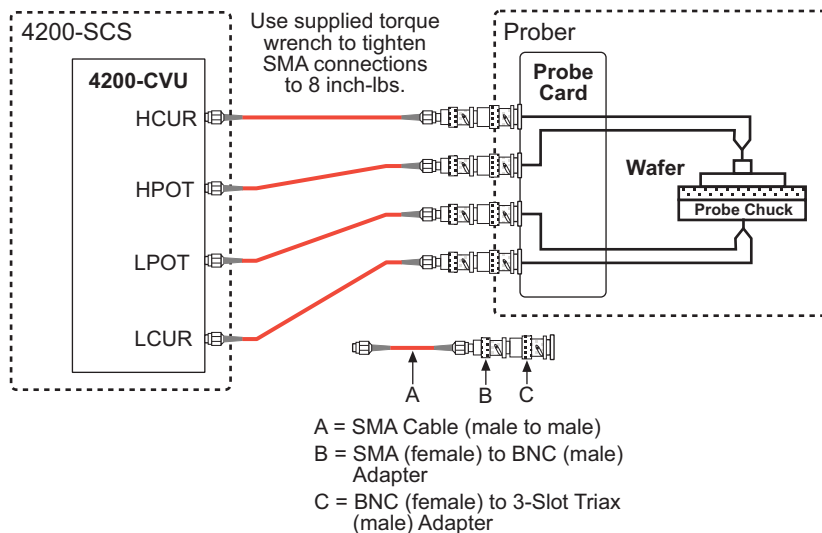 4200-SCS
4200-CVU
HCUR
HPOT
LPOT
LCUR
Use supplied torque
wrench to tighten
SMA connections
to 8 inch-lbs.
Prober
Probe
Card
Wafer
Probe Chuck
A
B
C
A = SMA Cable (male to male)
B = SMA (female) to BNC (male)
Adapter
C = BNC (female) to 3-Slot Triax
(male) Adapter